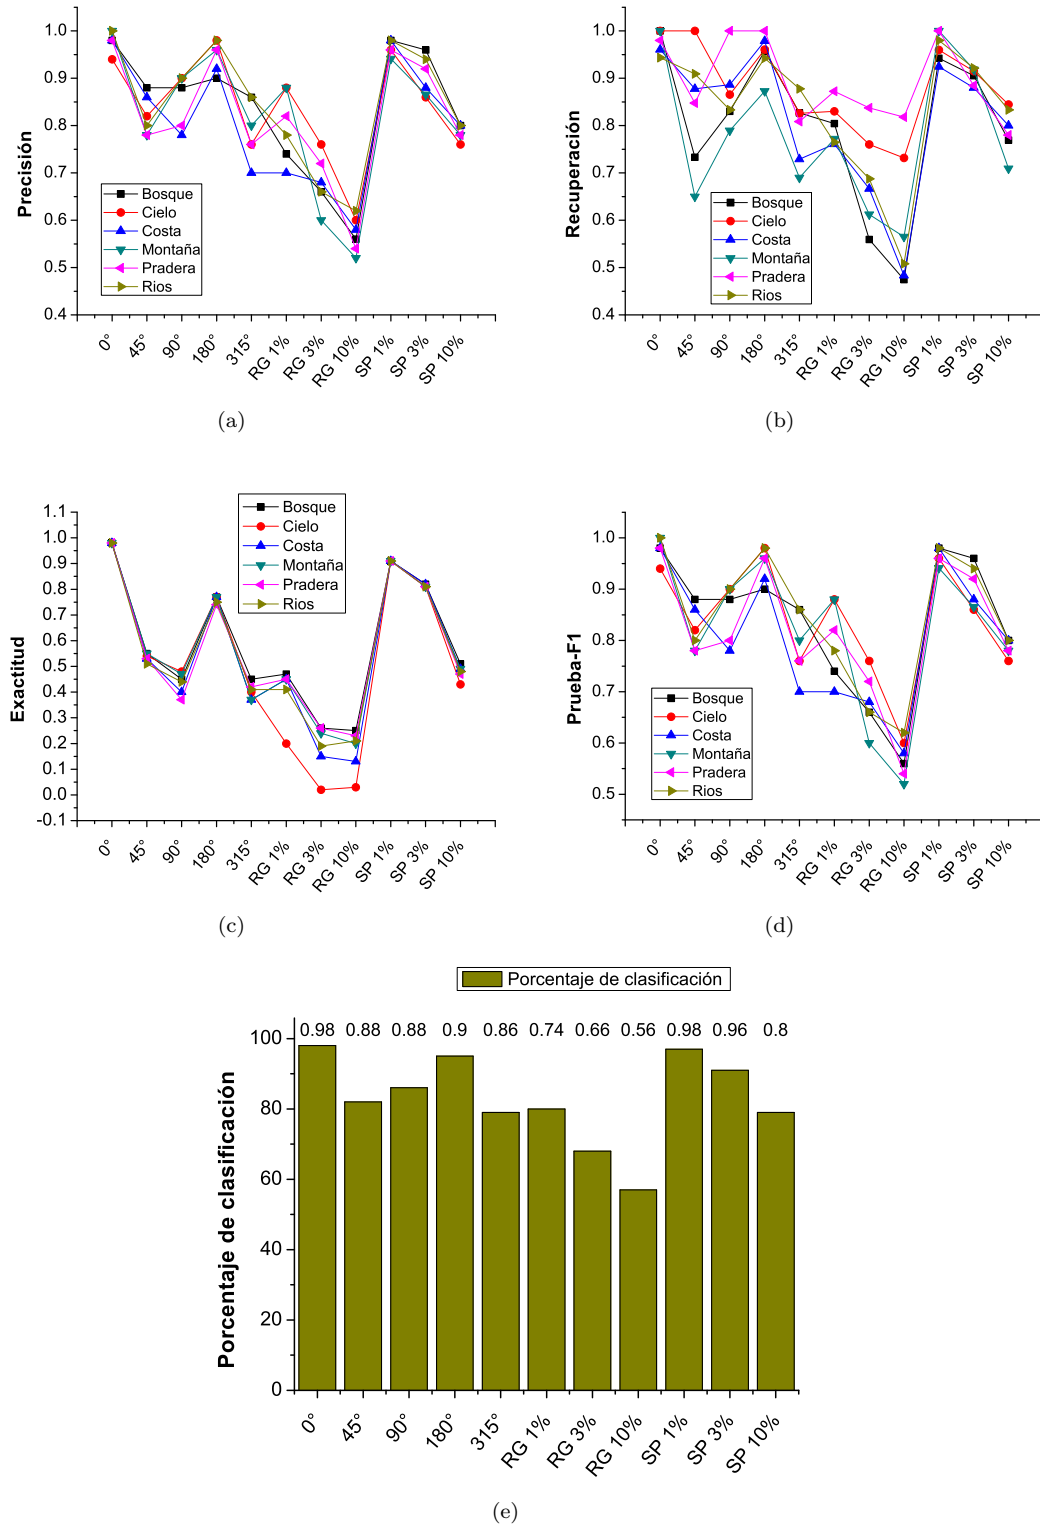 1.0
0.9
0.8
0.7
0.6
0.5
0.4
Precisión
Bosque
Cielo
Costa
Montaña
Pradera
Rios
0° 45° 90° 180° 315° RG 1% RG 3% RG 10% SP 1% SP 3% SP 10%
(a)
1.0
0.9
0.8
0.7
0.6
0.5
0.4
Recuperación
Bosque
Cielo
Costa
Montaña
Pradera
Rios
0° 45° 90° 180° 315° RG 1% RG 3% RG 10% SP 1% SP 3% SP 10%
(b)
1.1
1.0
0.9
0.8
0.7
0.6
0.5
0.4
0.3
0.2
0.1
0.0
-0.1
Exactitud
Bosque
Cielo
Costa
Montaña
Pradera
Rios
0° 45° 90° 180° 315° RG 1% RG 3% RG 10% SP 1% SP 3% SP 10%
(c)
1.0
0.9
0.8
0.7
0.6
0.5
Prueba-F1
Bosque
Cielo
Costa
Montaña
Pradera
Rios
0° 45° 90° 180° 315° RG 1% RG 3% RG 10% SP 1% SP 3% SP 10%
(d)
Porcentaje de clasificación
0.98 0.88 0.88 0.9 0.86 0.74 0.66 0.56 0.98 0.96 0.8
100
80
60
40
20
0
Porcentaje de clasificación
0° 45° 90° 180° 315° RG 1% RG 3% RG 10% SP 1% SP 3% SP 10%
(e)